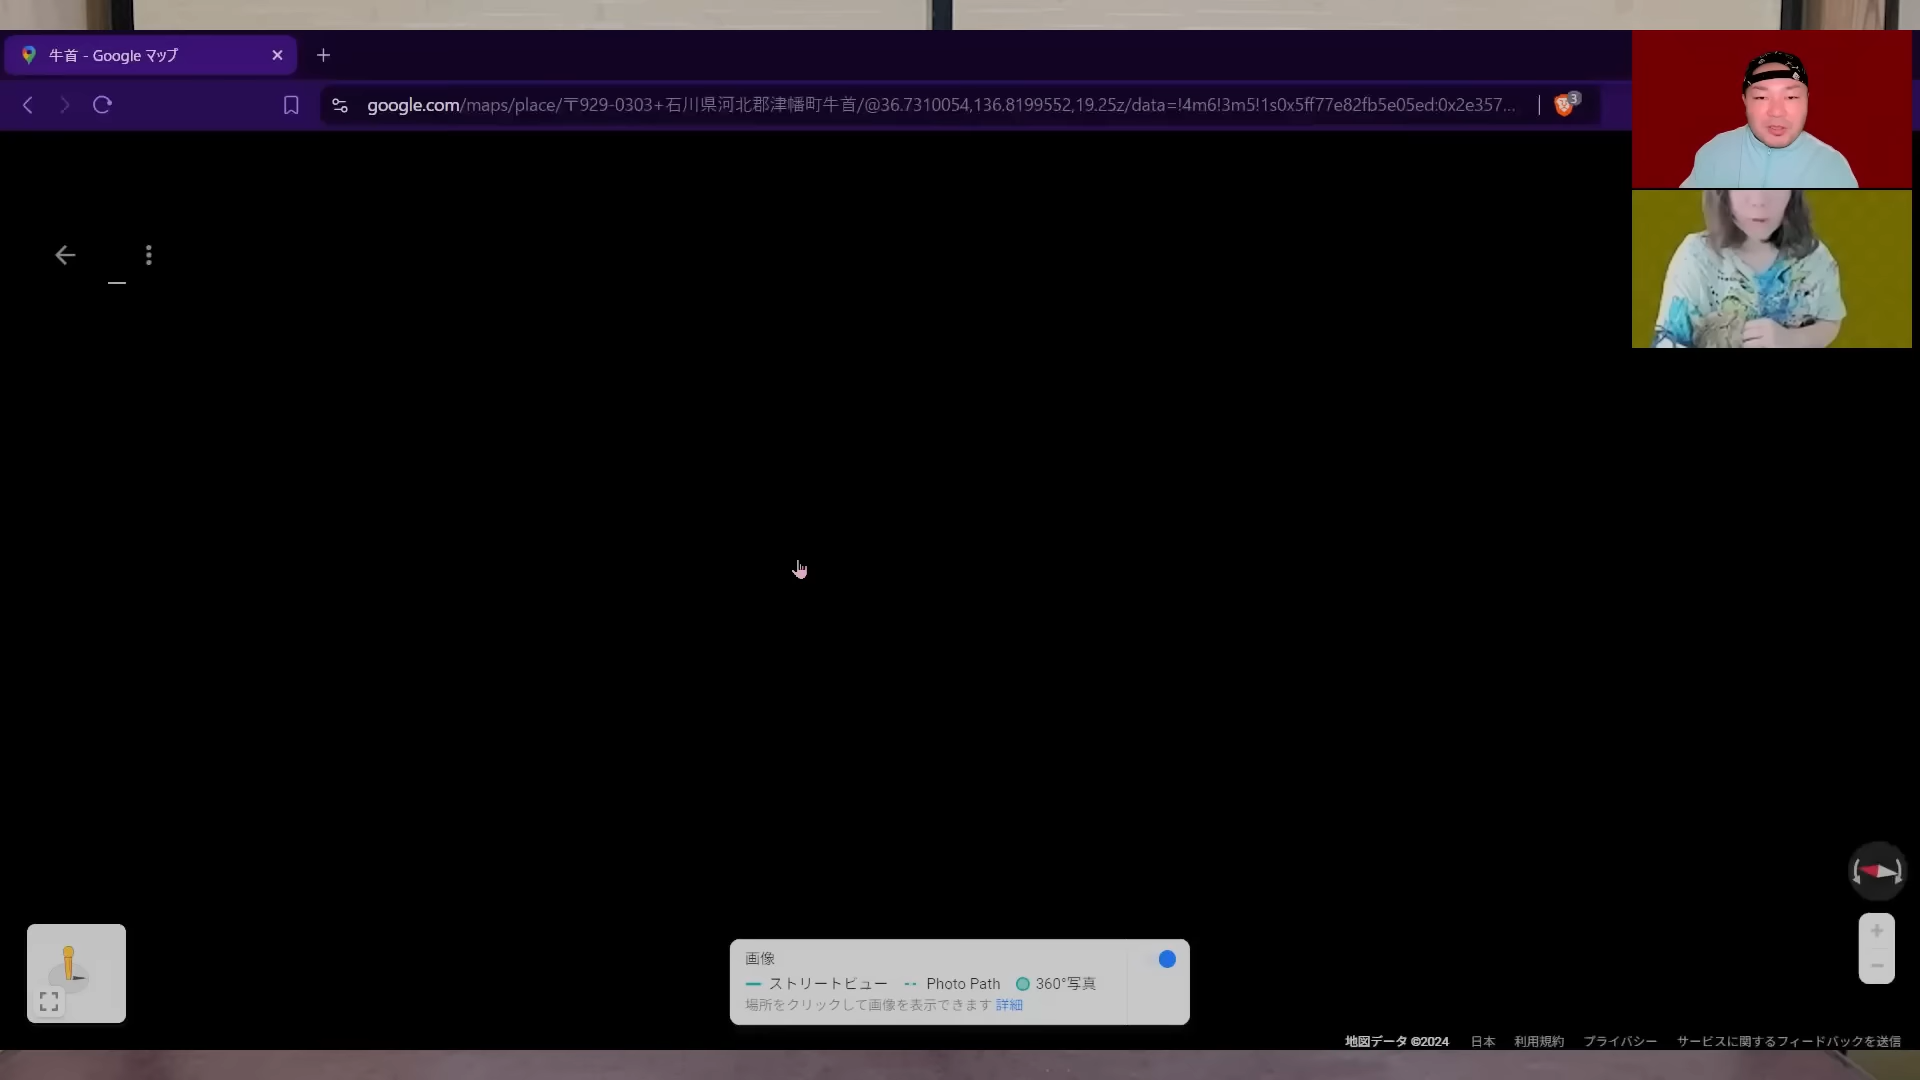 牛首 - Google マップ
google.com/maps/place/〒929-0303+石川県河北郡津幡町牛首/@36.7310054,136.8199552,19.25z/data=!4m6!3m5!1s0x5ff77e82fb5e05ed:0x2e357...
3
画像
ストリートビュー Photo Path 360°写真
場所をクリックして画像を表示できます 詳細
地図データ ©2024 日本 利用規約 プライバシー サービスに関するフィードバックを送信